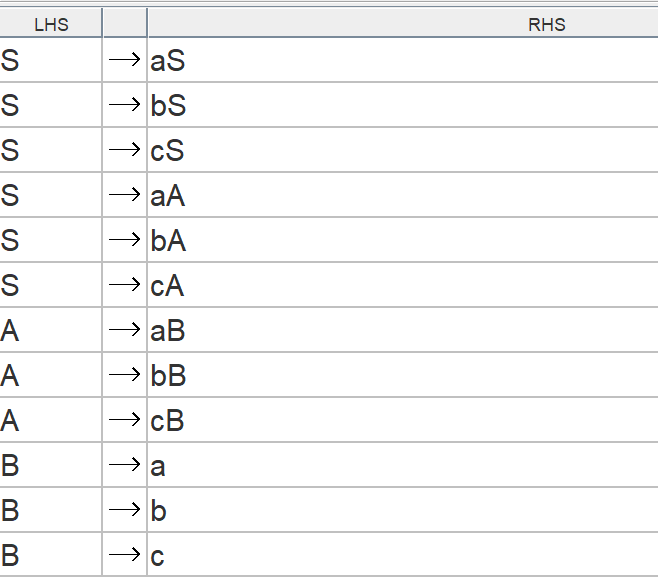 LHS RHS
S → aS
S → bS
S → cS
S → aA
S → bA
S → cA
A → aB
A → bB
A → cB
B → a
B → b
B → c